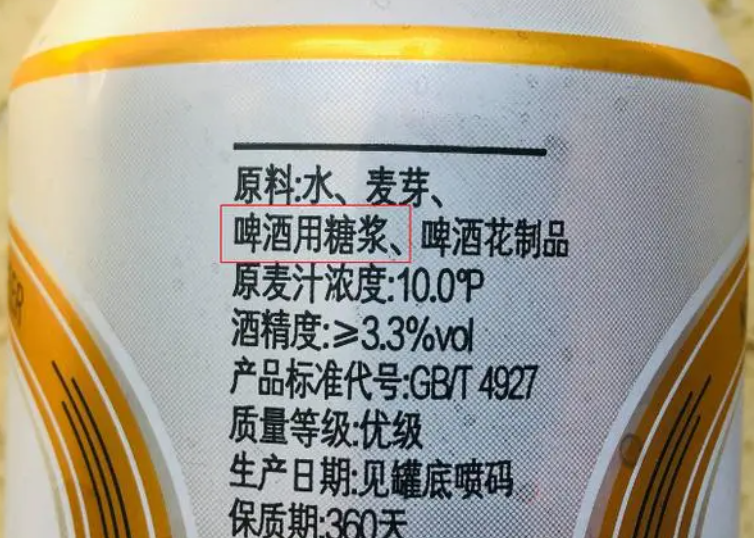 原料:水、麦芽、
啤酒用糖浆、啤酒花制品
原麦汁浓度:10.0°P
酒精度:≥3.3%vol
产品标准代号:GB/T 4927
质量等级:优级
生产日期:见罐底喷码
保质期:360天